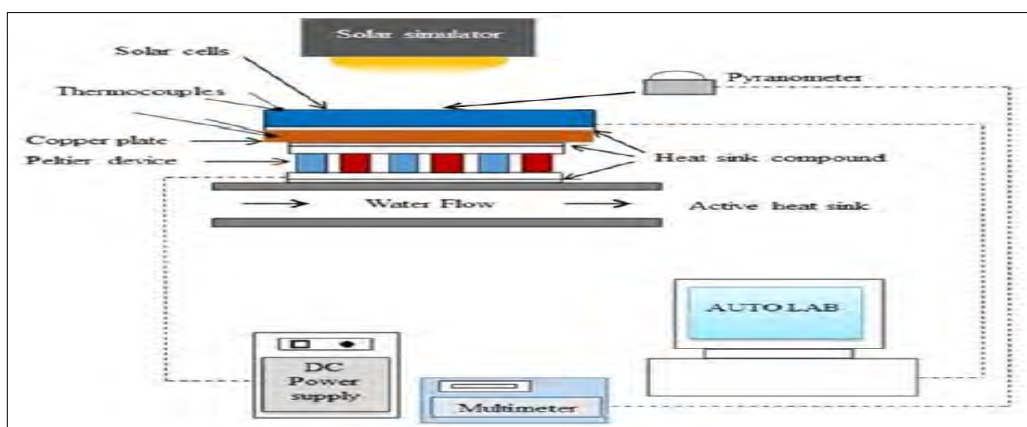 Solar simulator
Solar cells
Pyranometer
Thermocouples
Copper plate
Peltier device
Heat sink compound
Water Flow
Active heat sink
AUTOLAB
DC
Power
supply
Multimeter